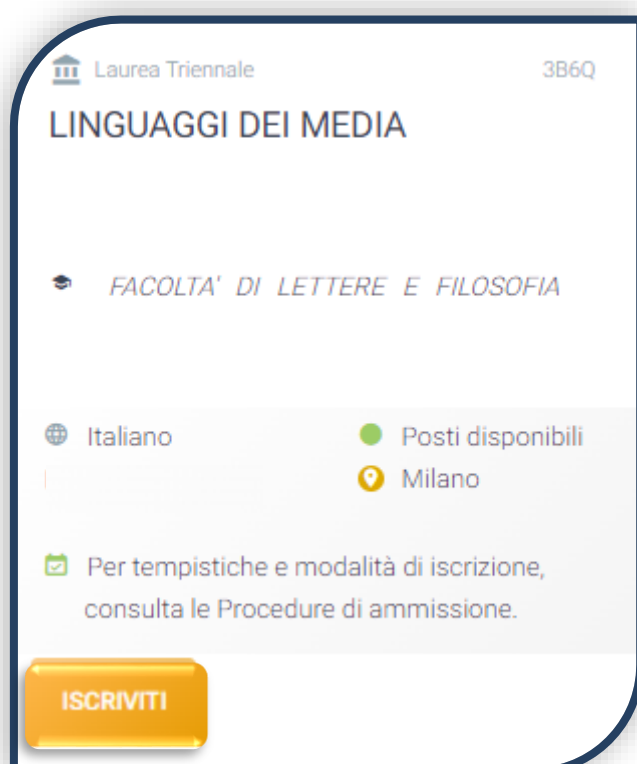 Laurea Triennale 3B6Q
LINGUAGGI DEI MEDIA
FACOLTA' DI LETTERE E FILOSOFIA
Italiano Posti disponibili
Milano
Per tempistiche e modalità di iscrizione,
consulta le Procedure di ammissione.
ISCRIVITI